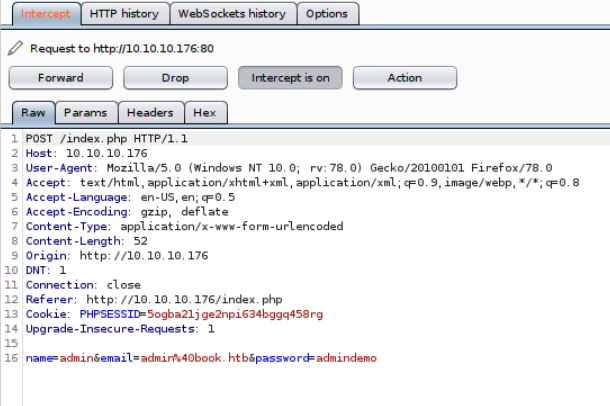 Intercept HTTP history WebSockets history Options
Request to http://10.10.10.176:80
Forward Drop Intercept is on Action
Raw Params Headers Hex
1 POST /index.php HTTP/1.1
2 Host: 10.10.10.176
3 User-Agent: Mozilla/5.0 (Windows NT 10.0; rv:78.0) Gecko/20100101 Firefox/78.0
4 Accept: text/html,application/xhtml+xml,application/xml;q=0.9,image/webp,*/*;q=0.8
5 Accept-Language: en-US,en;q=0.5
6 Accept-Encoding: gzip, deflate
7 Content-Type: application/x-www-form-urlencoded
8 Content-Length: 52
9 Origin: http://10.10.10.176
10 DNT: 1
11 Connection: close
12 Referer: http://10.10.10.176/index.php
13 Cookie: PHPSESSID=5ogba21jge2npi634bggq458rg
14 Upgrade-Insecure-Requests: 1
15
16 name=admin&email=admin%40book.htb&password=admindemo